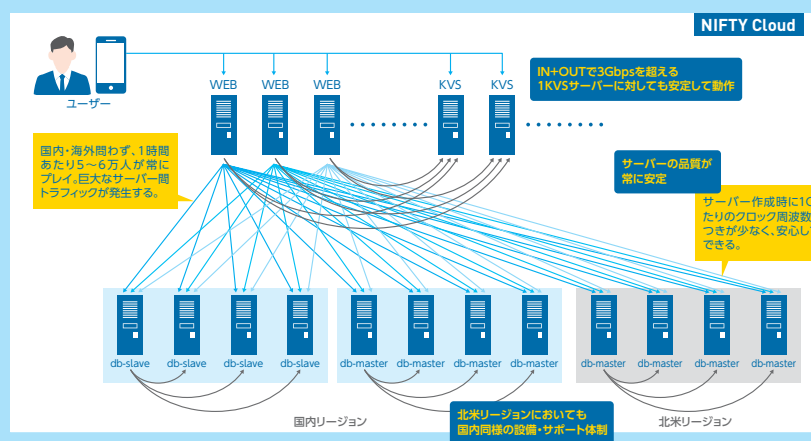 NIFTY Cloud
ユーザー
WEB WEB WEB KVS KVS
IN+OUTで3Gbpsを超える
1KVSサーバーに対しても安定して動作
国内・海外問わず、1時間
あたり5～6万人が常に
プレイ。巨大なサーバー間
トラフィックが発生する。
サーバーの品質が
常に安定
サーバー作成時に1C
たりのクロック周波数
つきが少なく、安心し
できる。
db-slave db-slave db-slave db-slave db-master db-master db-master db-master db-master db-master db-master db-master
国内リージョン
北米リージョンにおいても
国内同様の設備・サポート体制
北米リージョン